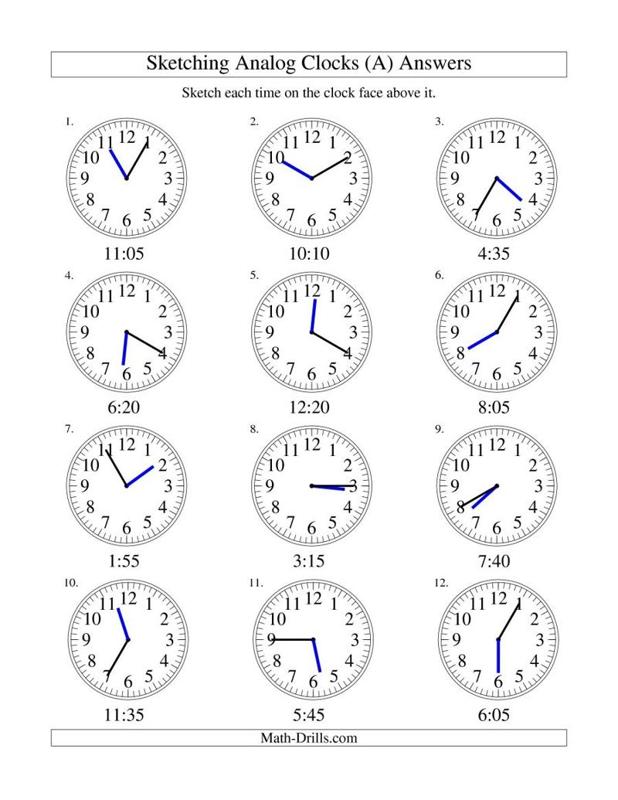 Sketching Analog Clocks (A) Answers
Sketch each time on the clock face above it.
1.
12 1 2 3 4 5 6 7 8 9 10 11
11:05
2.
12 1 2 3 4 5 6 7 8 9 10 11
10:10
3.
12 1 2 3 4 5 6 7 8 9 10 11
4:35
4.
12 1 2 3 4 5 6 7 8 9 10 11
6:20
5.
12 1 2 3 4 5 6 7 8 9 10 11
12:20
6.
12 1 2 3 4 5 6 7 8 9 10 11
8:05
7.
12 1 2 3 4 5 6 7 8 9 10 11
1:55
8.
12 1 2 3 4 5 6 7 8 9 10 11
3:15
9.
12 1 2 3 4 5 6 7 8 9 10 11
7:40
10.
12 1 2 3 4 5 6 7 8 9 10 11
11:35
11.
12 1 2 3 4 5 6 7 8 9 10 11
5:45
12.
12 1 2 3 4 5 6 7 8 9 10 11
6:05
Math-Drills.com